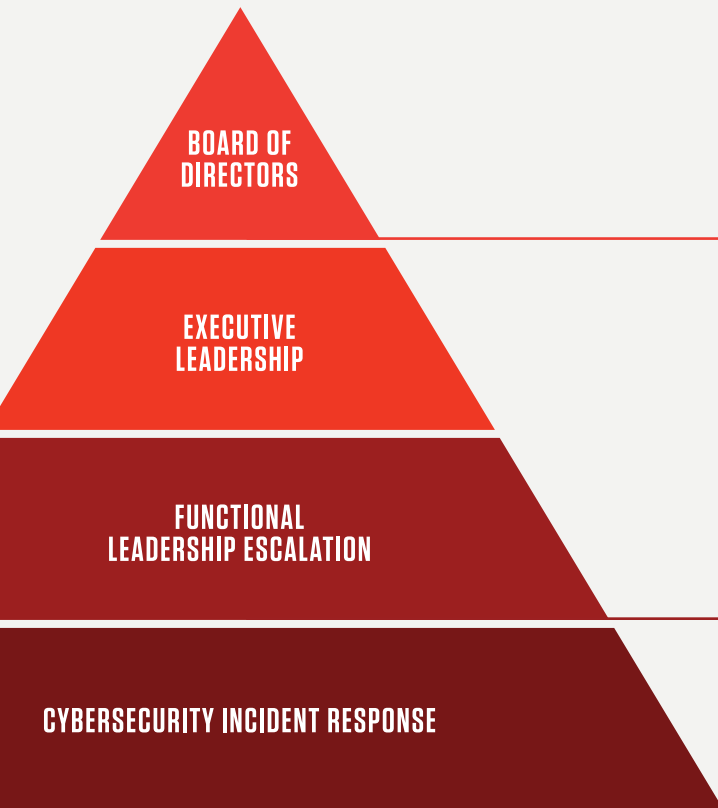 BOARD OF
DIRECTORS
EXECUTIVE
LEADERSHIP
FUNCTIONAL
LEADERSHIP ESCALATION
CYBERSECURITY INCIDENT RESPONSE